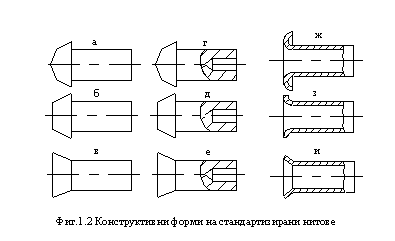 а г ж
б д з
в е и
Фиг.1.2 Конструктивни форми на стандартизирани нитове